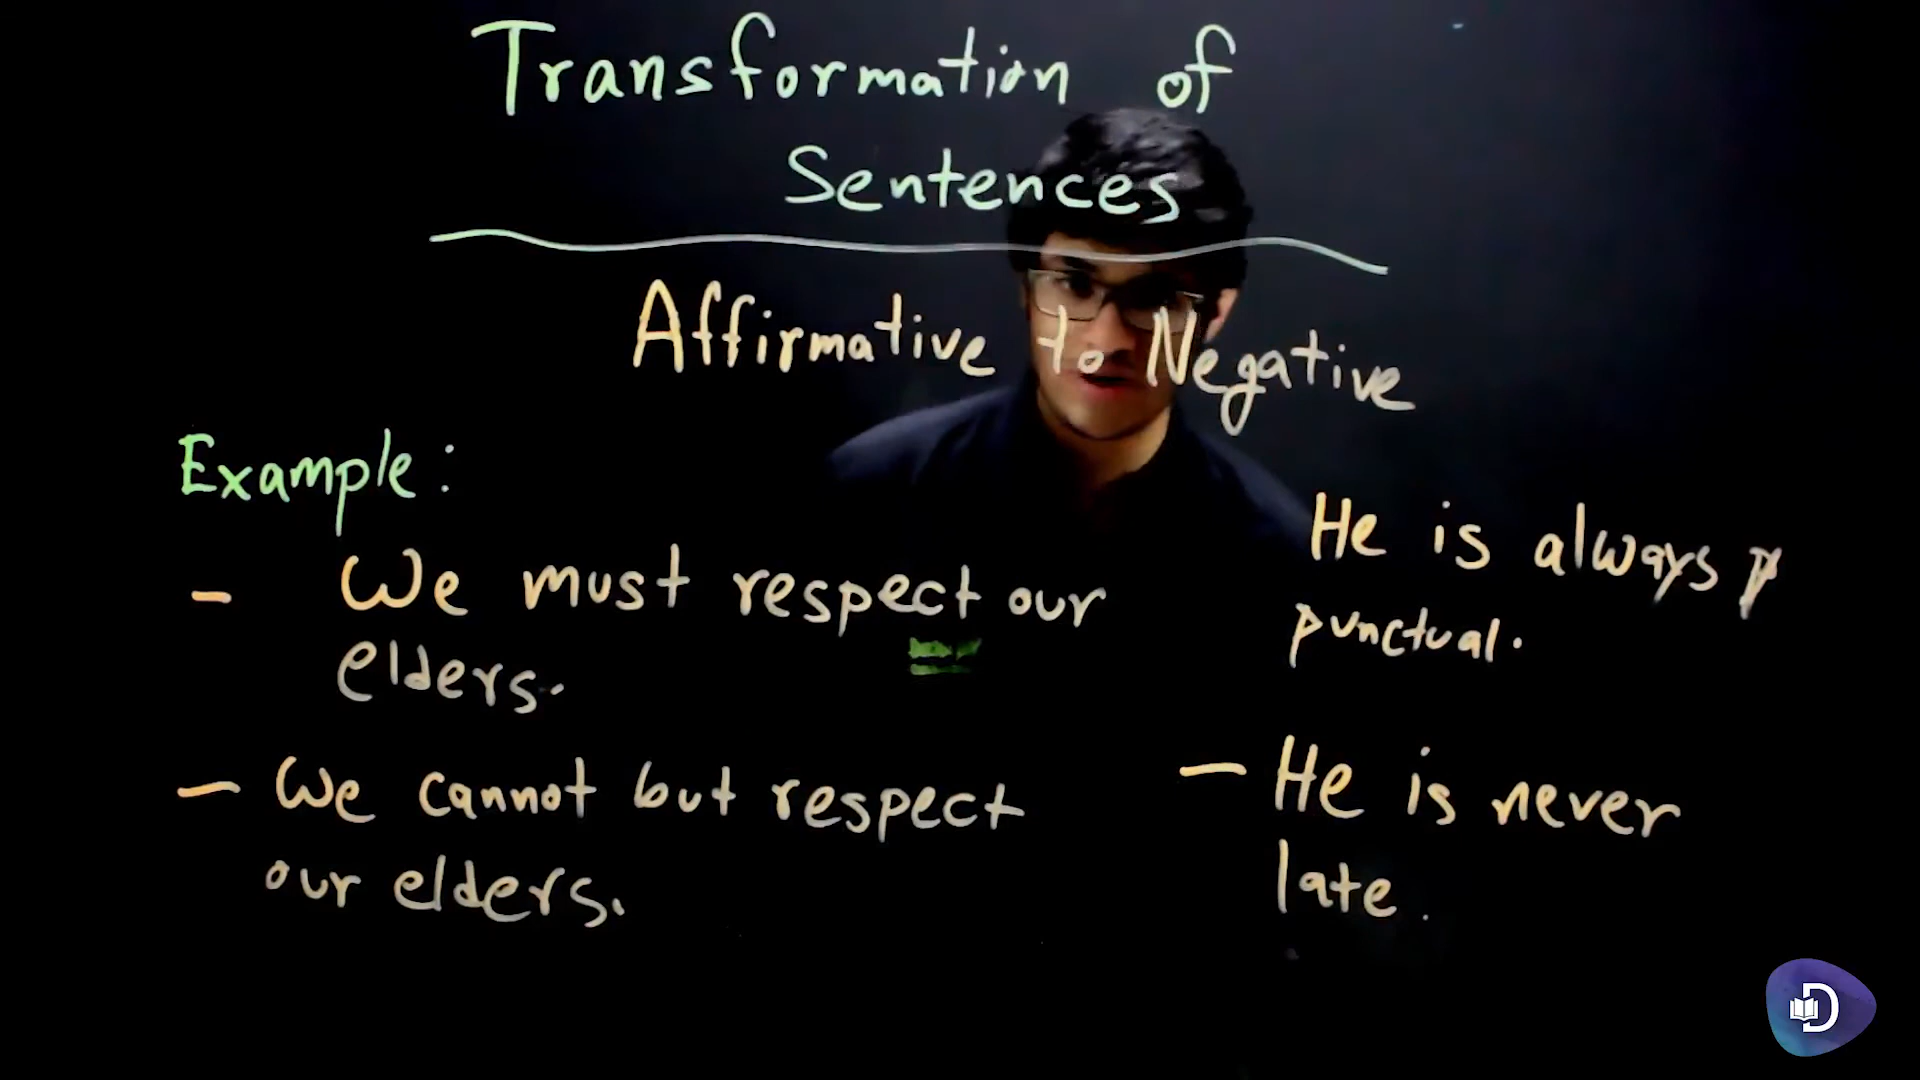 Transformation of
Sentences
Affirmative to Negative
Example:
- We must respect our
elders.
- We cannot but respect
our elders.
He is always p
punctual.
- He is never
late.
D